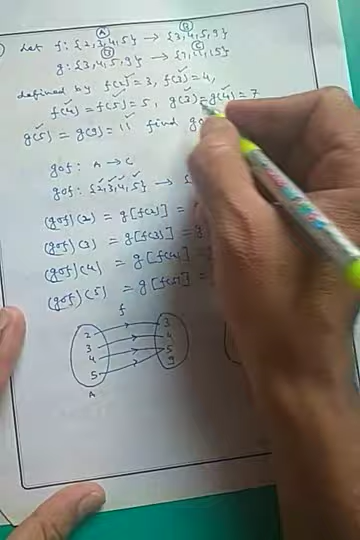 A B
Let f: {2,3,4,5} → {3,4,5,9}
g: {3,4,5,9} → {7,11,15}
B C
defined by f(2) = 3, f(3) = 4,
f(4) = f(5) = 5, g(3) = g(4) = 7
g(5) = g(9) = 11 find go
gof : A → C
gof : {2,3,4,5} → {
(gof)(2) = g[f(2)] =
(gof)(3) = g[f(3)] = g
(gof)(4) = g[f(4)] =
(gof)(5) = g[f(5)] =
f
2 3
3 4
4 5
5 9
A